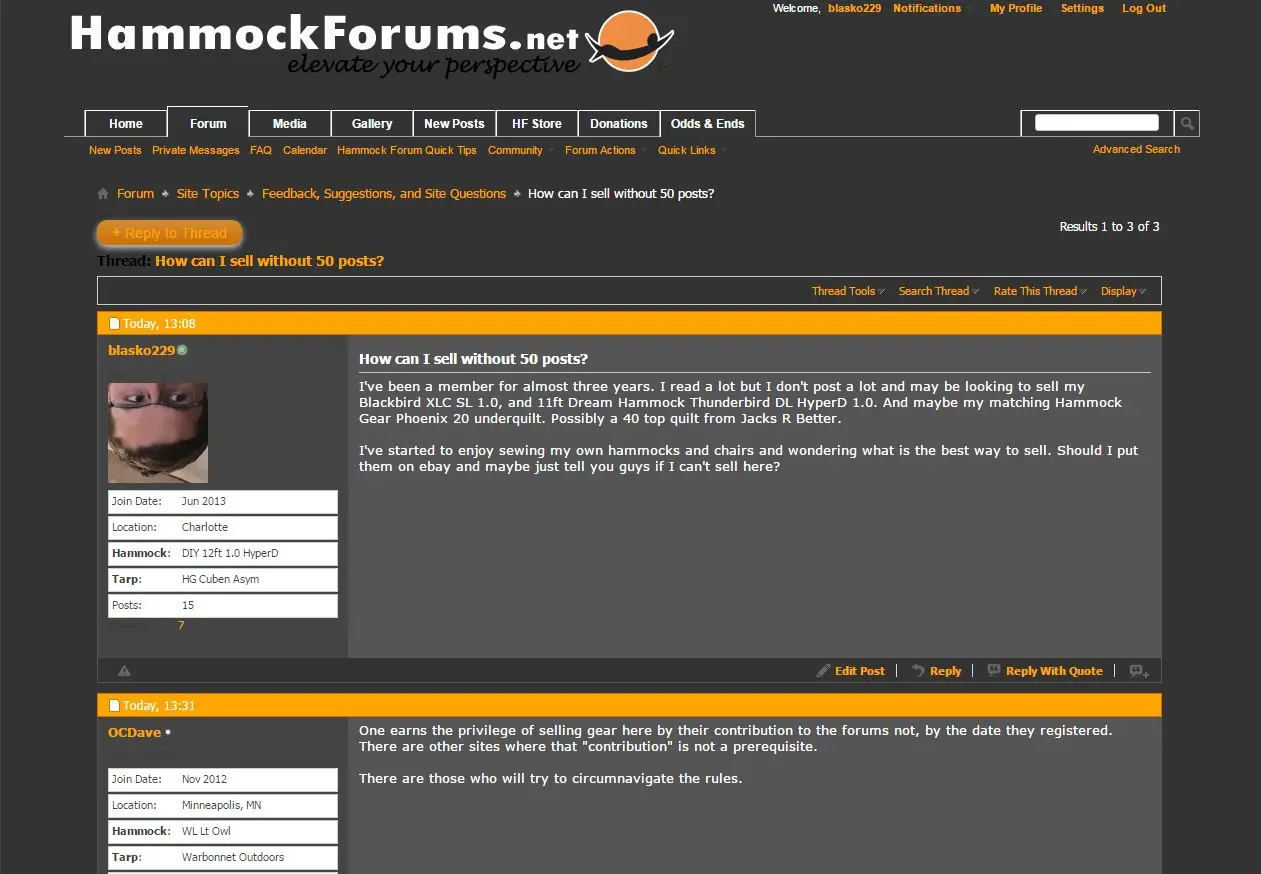 Welcome, blasko229 Notifications My Profile Settings Log Out
HammockForums.net
elevate your perspective
Home Forum Media Gallery New Posts HF Store Donations Odds & Ends
New Posts Private Messages FAQ Calendar Hammock Forum Quick Tips Community Forum Actions Quick Links
Advanced Search
Forum Site Topics Feedback, Suggestions, and Site Questions How can I sell without 50 posts?
+ Reply to Thread
Results 1 to 3 of 3
Thread: How can I sell without 50 posts?
Thread Tools Search Thread Rate This Thread Display
Today, 13:08
blasko229
How can I sell without 50 posts?
I've been a member for almost three years. I read a lot but I don't post a lot and may be looking to sell my
Blackbird XLC SL 1.0, and 11ft Dream Hammock Thunderbird DL HyperD 1.0. And maybe my matching Hammock
Gear Phoenix 20 underquilt. Possibly a 40 top quilt from Jacks R Better.
I've started to enjoy sewing my own hammocks and chairs and wondering what is the best way to sell. Should I put
them on ebay and maybe just tell you guys if I can't sell here?
Join Date: Jun 2013
Location: Charlotte
Hammock: DIY 12ft 1.0 HyperD
Tarp: HG Cuben Asym
Posts: 15
7
Edit Post Reply Reply With Quote
Today, 13:31
OCDave
One earns the privilege of selling gear here by their contribution to the forums not, by the date they registered.
There are other sites where that "contribution" is not a prerequisite.
There are those who will try to circumnavigate the rules.
Join Date: Nov 2012
Location: Minneapolis, MN
Hammock: WL Lt Owl
Tarp: Warbonnet Outdoors